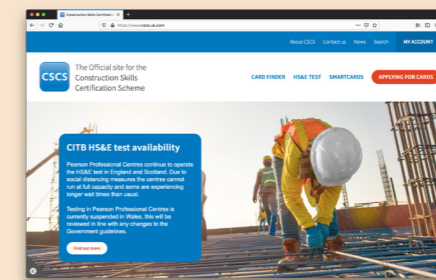 Construction Skills Certificati
https://www.cscs.uk.com
About CSCS Contact us News Search MY ACCOUNT
CSCS
The Official site for the
Construction Skills
Certification Scheme
CARD FINDER HS&E TEST SMARTCARDS APPLYING FOR CARDS
CITB HS&E test availability
Pearson Professional Centres continue to operate
the HS&E test in England and Scotland. Due to
social distancing measures the centres cannot
run at full capacity and some are experiencing
longer wait times than usual.
Testing in Pearson Professional Centres is
currently suspended in Wales, this will be
reviewed in line with any changes to the
Government guidelines.
Find out more